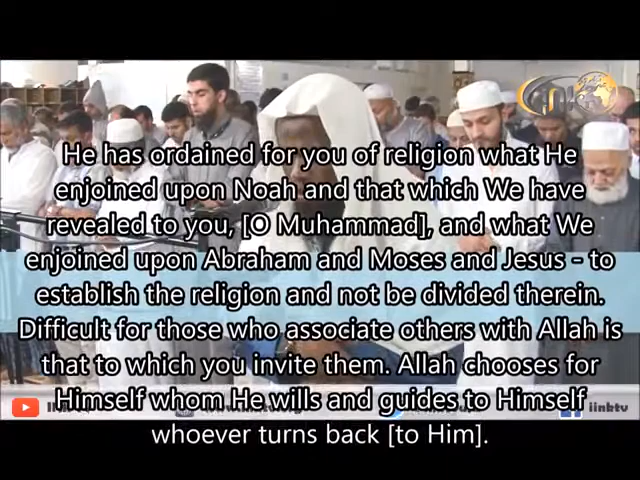 He has ordained for you of religion what He
enjoined upon Noah and that which We have
revealed to you, [O Muhammad], and what We
enjoined upon Abraham and Moses and Jesus - to
establish the religion and not be divided therein.
Difficult for those who associate others with Allah is
that to which you invite them. Allah chooses for
Himself whom He wills and guides to Himself
iinktv
whoever turns back [to Him].